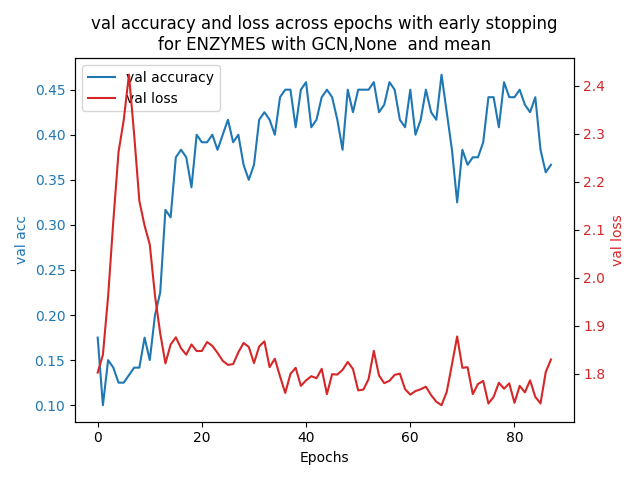 val accuracy and loss across epochs with early stopping
for ENZYMES with GCN,None  and mean
val accuracy
val loss
0.45
0.40
0.35
0.30
0.25
0.20
0.15
0.10
val acc
2.4
2.3
2.2
2.1
2.0
1.9
1.8
val loss
0
20
40
60
80
Epochs